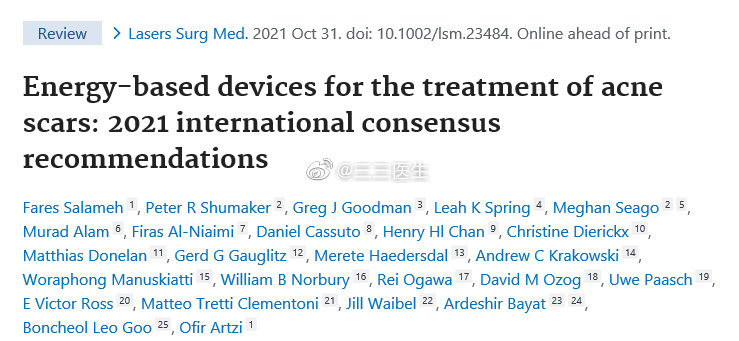 Review Lasers Surg Med. 2021 Oct 31. doi: 10.1002/lsm.23484. Online ahead of print.
Energy-based devices for the treatment of acne
scars: 2021 international consensus
recommendations
@三三医生
Fares Salameh 1, Peter R Shumaker 2, Greg J Goodman 3, Leah K Spring 4, Meghan Seago 2 5,
Murad Alam 6, Firas Al-Niaimi 7, Daniel Cassuto 8, Henry Hl Chan 9, Christine Dierickx 10,
Matthias Donelan 11, Gerd G Gauglitz 12, Merete Haedersdal 13, Andrew C Krakowski 14,
Woraphong Manuskiatti 15, William B Norbury 16, Rei Ogawa 17, David M Ozog 18, Uwe Paasch 19,
E Victor Ross 20, Matteo Tretti Clementoni 21, Jill Waibel 22, Ardeshir Bayat 23 24,
Boncheol Leo Goo 25, Ofir Artzi 1